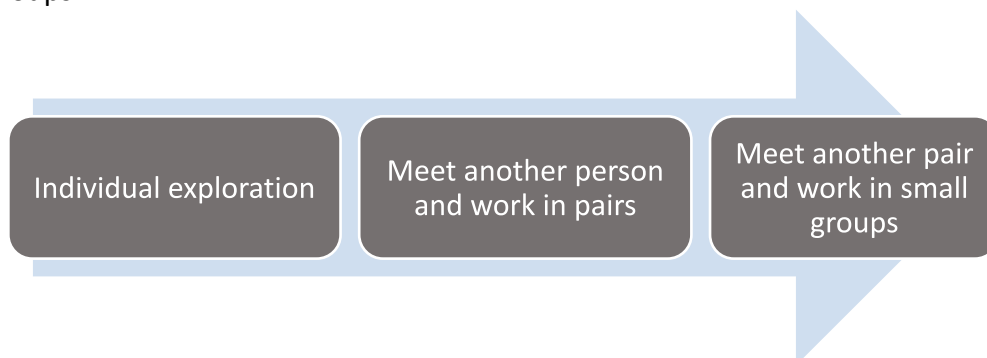 Individual exploration
Meet another person
and work in pairs
Meet another pair
and work in small
groups